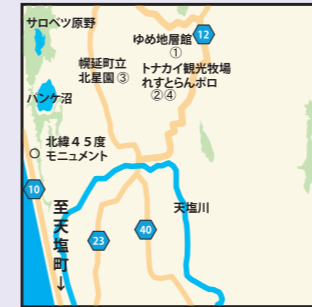 サロベツ原野
ゆめ地層館
①
12
幌延町立
北星園 ③
トナカイ観光牧場
れすとらんポロ
②④
パンケ沼
北緯45度
モニュメント
10
至天塩町↓
天塩川
23
40